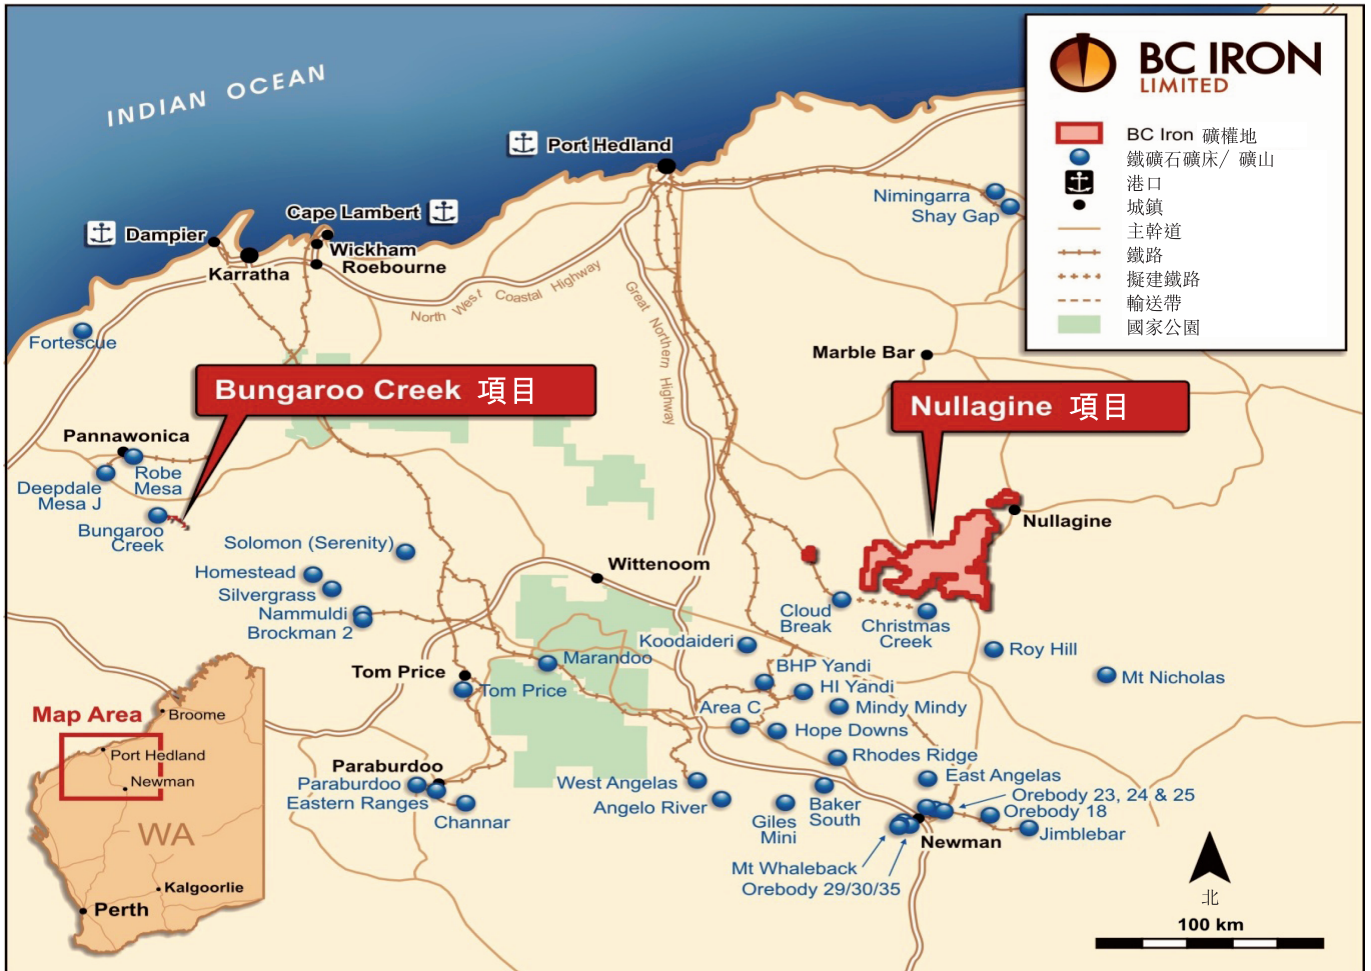 INDIAN OCEAN
BC IRON
LIMITED
BC Iron 礦權地
鐵礦石礦床/ 礦山
港口
城鎮
主幹道
鐵路
擬建鐵路
輸送帶
國家公園
Port Hedland
Nimingarra
Shay Gap
Cape Lambert
Dampier
Wickham
Roebourne
Karratha
North West Coastal Highway
Great Northern Highway
Fortescue
Marble Bar
Bungaroo Creek 項目
Nullagine 項目
Pannawonica
Robe
Mesa
Deepdale
Mesa J
Bungaroo
Creek
Nullagine
Solomon (Serenity)
Homestead
Silvergrass
Nammuldi
Brockman 2
Wittenoom
Cloud
Break
Christmas
Creek
Koodaideri
Roy Hill
Mt Nicholas
Marandoo
Tom Price
Tom Price
BHP Yandi
HI Yandi
Mindy Mindy
Area C
Hope Downs
Rhodes Ridge
Paraburdoo
Paraburdoo
Eastern Ranges
Channar
West Angelas
Angelo River
Giles
Mini
Baker
South
East Angelas
Orebody 23, 24 & 25
Orebody 18
Jimblebar
Newman
Mt Whaleback
Orebody 29/30/35
Map Area
Broome
Port Hedland
Newman
WA
Kalgoorlie
Perth
北
100 km